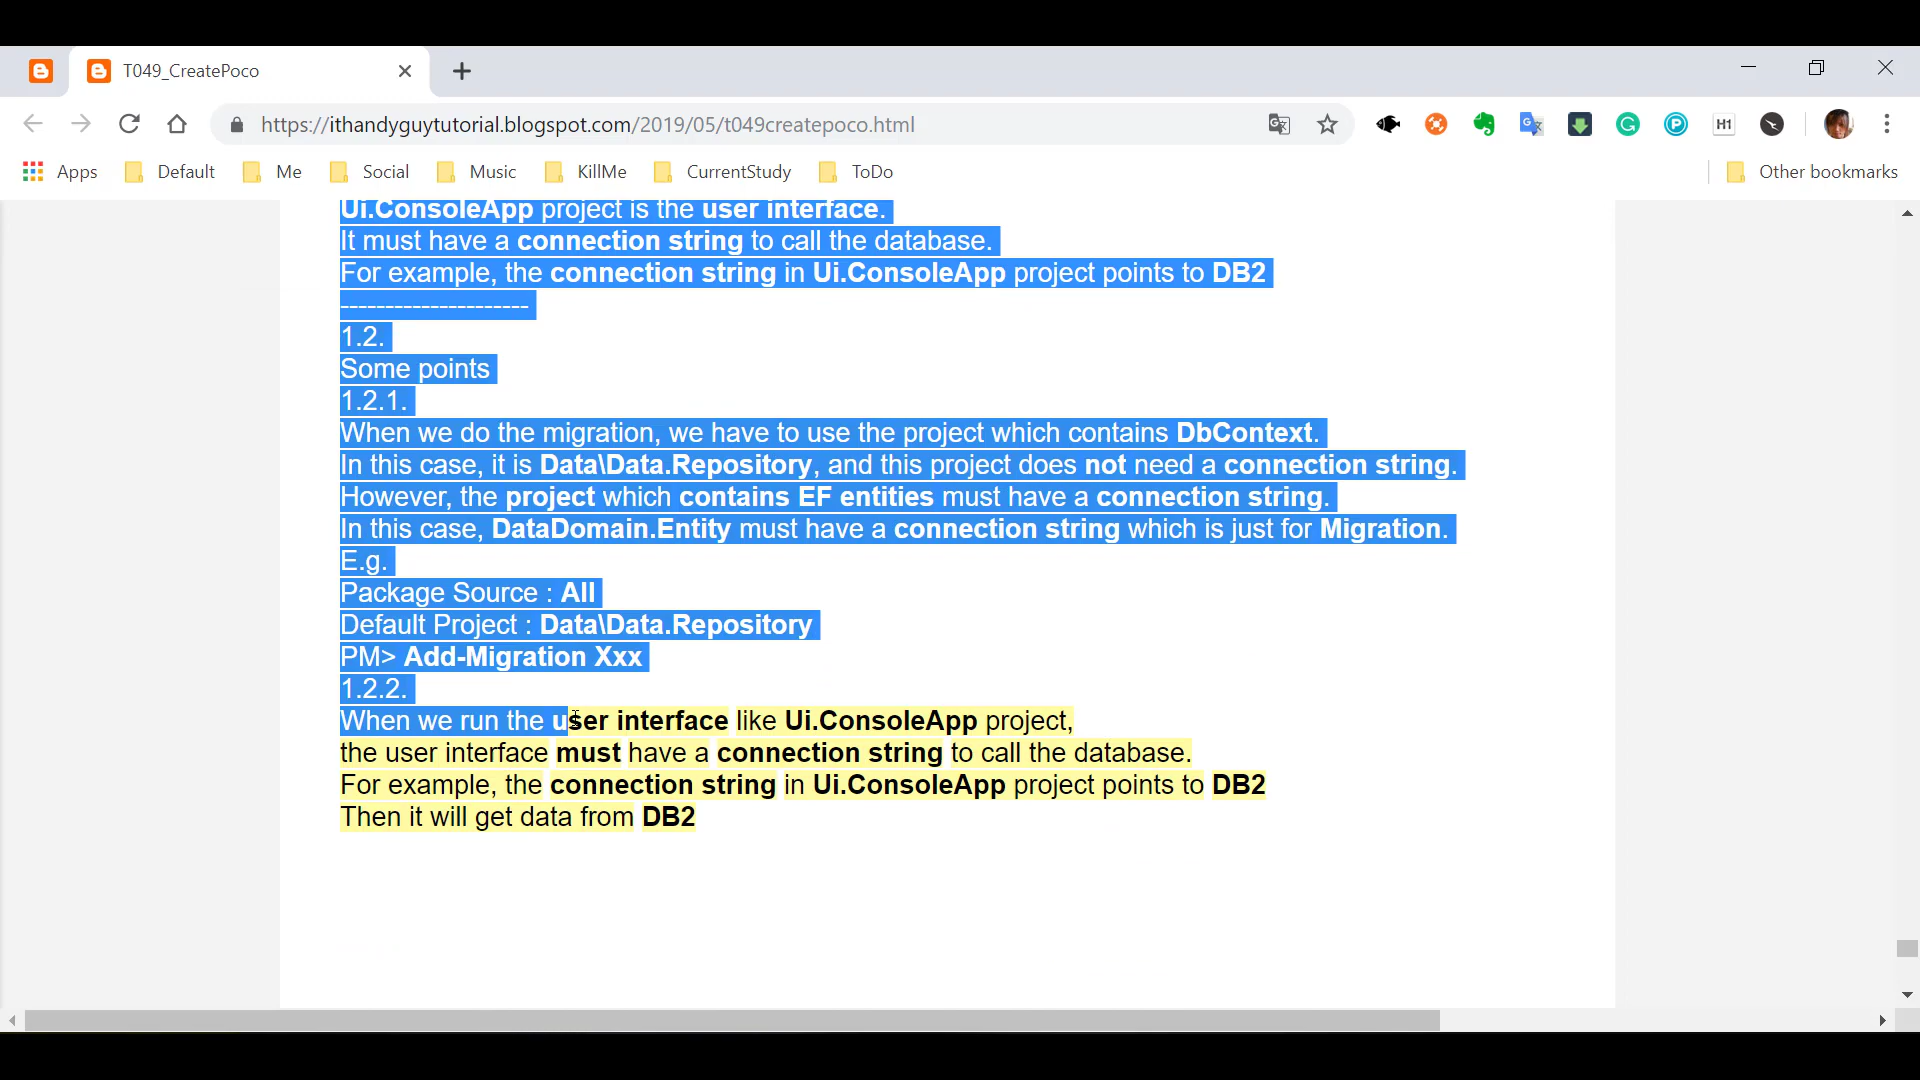 T049_CreatePoco
https://ithandyguytutorial.blogspot.com/2019/05/t049createpoco.html
H1
Apps Default Me Social Music KillMe CurrentStudy ToDo Other bookmarks
Ui.ConsoleApp project is the user interface.
It must have a connection string to call the database.
For example, the connection string in Ui.ConsoleApp project points to DB2
---------------------
1.2.
Some points
1.2.1.
When we do the migration, we have to use the project which contains DbContext.
In this case, it is Data\Data.Repository, and this project does not need a connection string.
However, the project which contains EF entities must have a connection string.
In this case, DataDomain.Entity must have a connection string which is just for Migration.
E.g.
Package Source : All
Default Project : Data\Data.Repository
PM> Add-Migration Xxx
1.2.2.
When we run the user interface like Ui.ConsoleApp project,
the user interface must have a connection string to call the database.
For example, the connection string in Ui.ConsoleApp project points to DB2
Then it will get data from DB2